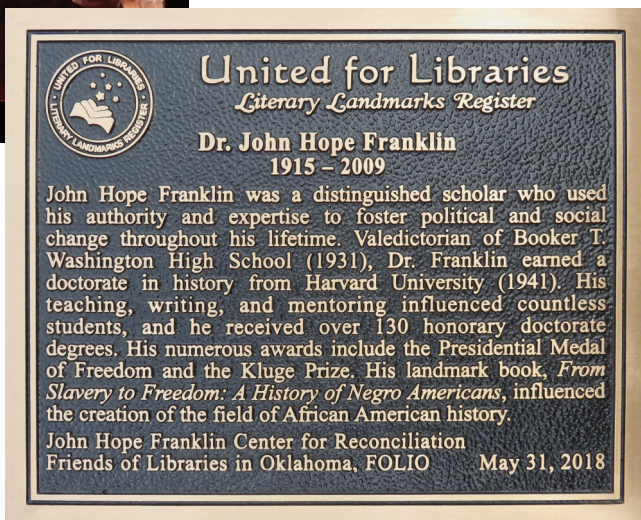 UNITED FOR LIBRARIES
LITERARY LANDMARKS REGISTER
United for Libraries
Literary Landmarks Register
Dr. John Hope Franklin
1915 – 2009
John Hope Franklin was a distinguished scholar who used
his authority and expertise to foster political and social
change throughout his lifetime. Valedictorian of Booker T.
Washington High School (1931), Dr. Franklin earned a
doctorate in history from Harvard University (1941). His
teaching, writing, and mentoring influenced countless
students, and he received over 130 honorary doctorate
degrees. His numerous awards include the Presidential Medal
of Freedom and the Kluge Prize. His landmark book, From
Slavery to Freedom: A History of Negro Americans, influenced
the creation of the field of African American history.
John Hope Franklin Center for Reconciliation
Friends of Libraries in Oklahoma, FOLIO May 31, 2018